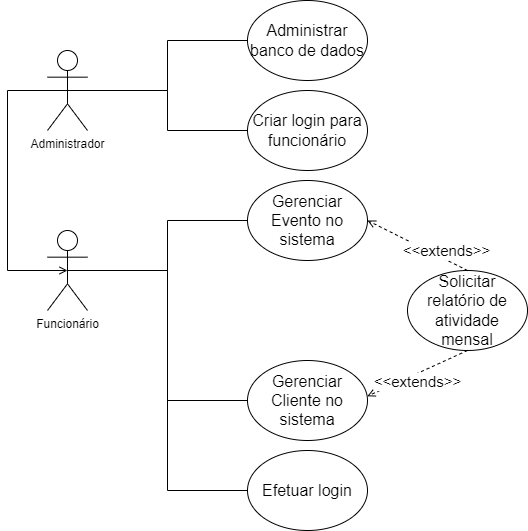 Administrar
banco de dados
Administrador
Criar login para
funcionário
Gerenciar
Evento no
sistema
<<extends>>
Funcionário
Solicitar
relatório de
atividade
mensal
Gerenciar
Cliente no
sistema
<<extends>>
Efetuar login